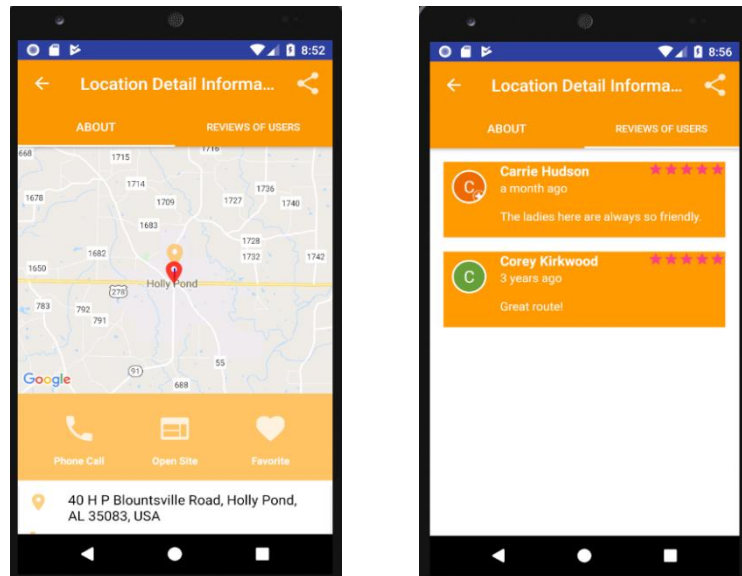 8:52
Location Detail Informa...
ABOUT
REVIEWS OF USERS
668
1715
1716
1714
1736
1678
1709
1727
1740
1683
1728
1682
1732
1742
1650
Holly Pond
278
783
792
791
55
91
688
Google
Phone Call
Open Site
Favorite
40 H P Blountsville Road, Holly Pond,
AL 35083, USA
8:56
Location Detail Informa...
ABOUT
REVIEWS OF USERS
C
Carrie Hudson
a month ago
The ladies here are always so friendly.
C
Corey Kirkwood
3 years ago
Great route!